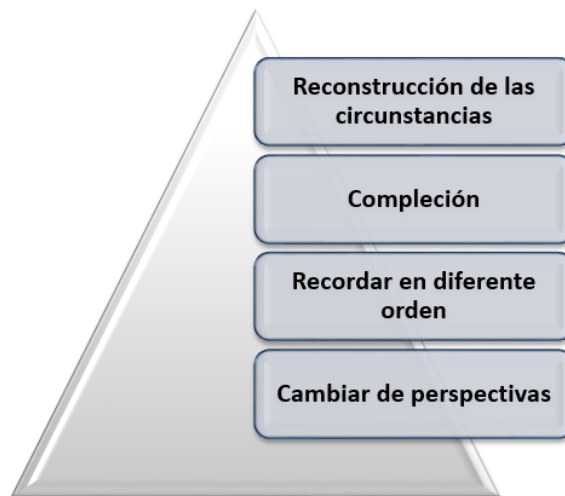 Reconstrucción de las
circunstancias
Compleción
Recordar en diferente
orden
Cambiar de perspectivas